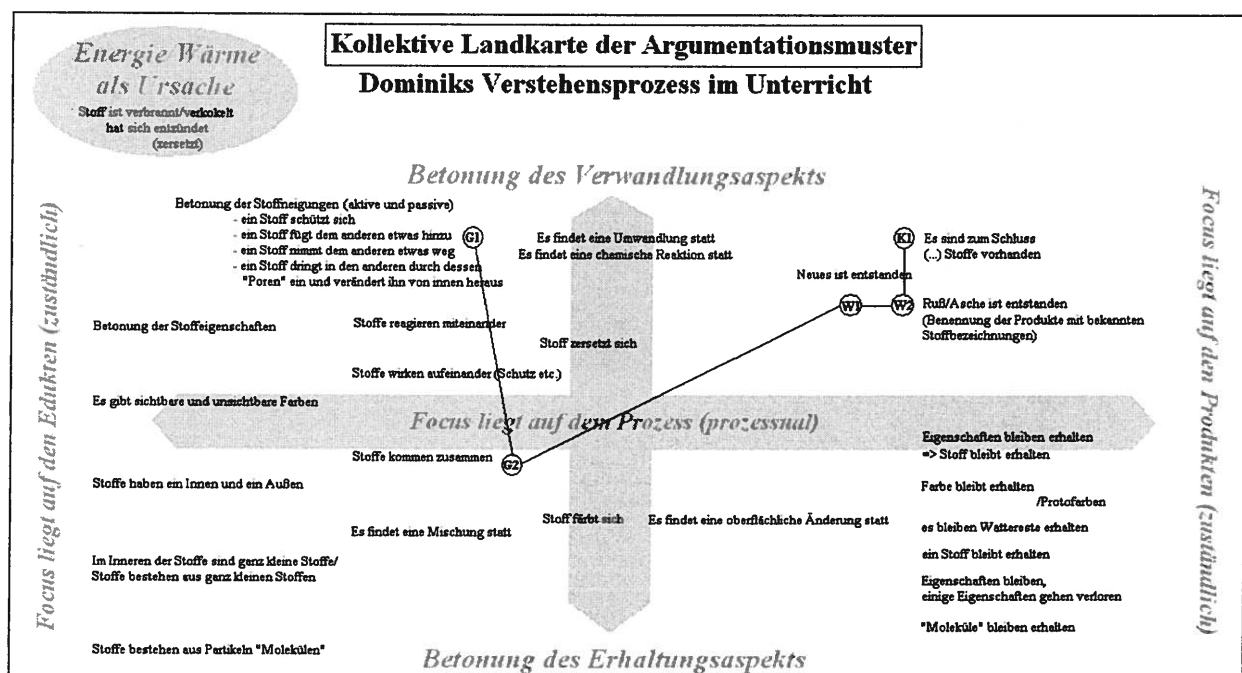 Energie Wärme
als Ursache
Stoff ist verbrannt/verkokelt
hat sich entzündet
(zersetzt)
Kollektive Landkarte der Argumentationsmuster
Dominiks Verstehensprozess im Unterricht
Betonung des Verwandlungsaspekts
Focus liegt auf den Edukten (zuständlich)
Betonung der Stoffneigungen (aktive und passive)
- ein Stoff schützt sich
- ein Stoff fügt dem anderen etwas hinzu
- ein Stoff nimmt dem anderen etwas weg
- ein Stoff dringt in den anderen durch dessen
"Poren" ein und verändert ihn von innen heraus
G1
Es findet eine Umwandlung statt
Es findet eine chemische Reaktion statt
K1
Es sind zum Schluss
(...) Stoffe vorhanden
Neues ist entstanden
W1
W2
Ruß/Asche ist entstanden
(Benennung der Produkte mit bekannten
Stoffbezeichnungen)
Betonung der Stoffeigenschaften
Stoffe reagieren miteinander
Stoff zersetzt sich
Stoffe wirken aufeinander (Schutz etc.)
Es gibt sichtbare und unsichtbare Farben
Focus liegt auf dem Prozess (prozessual)
Stoffe kommen zusammen
G2
Eigenschaften bleiben erhalten
=> Stoff bleibt erhalten
Stoffe haben ein Innen und ein Außen
Farbe bleibt erhalten
/Protofarben
Es findet eine Mischung statt
Stoff färbt sich
Es findet eine oberflächliche Änderung statt
es bleiben Wattereste erhalten
ein Stoff bleibt erhalten
Im Inneren der Stoffe sind ganz kleine Stoffe/
Stoffe bestehen aus ganz kleinen Stoffen
Eigenschaften bleiben,
einige Eigenschaften gehen verloren
"Moleküle" bleiben erhalten
Stoffe bestehen aus Partikeln "Molekülen"
Betonung des Erhaltungsaspekts
Focus liegt auf den Produkten (zuständlich)